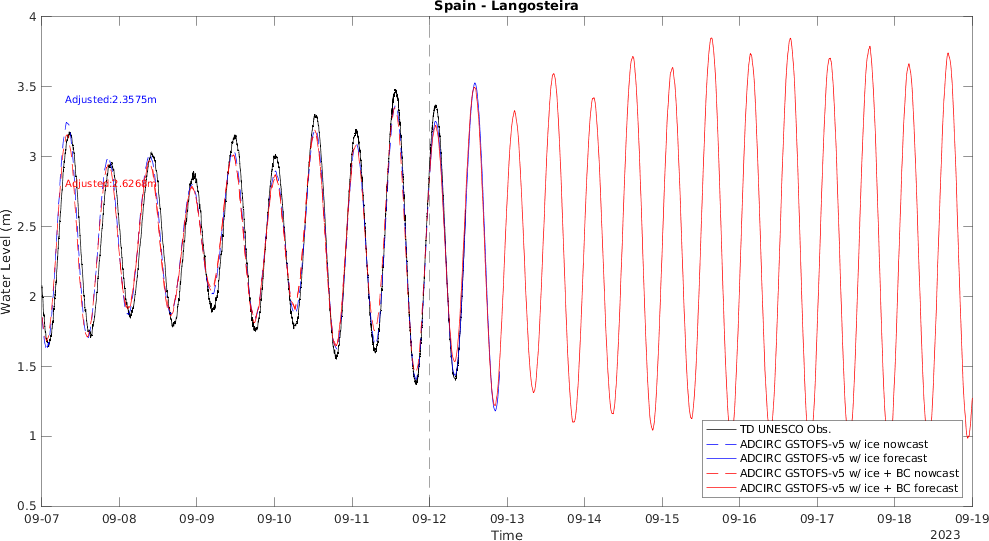 Spain - Langosteira
4
3.5
3
2.5
2
1.5
1
0.5
Water Level (m)
Adjusted:2.3575m
Adjusted:2.6268m
TD UNESCO Obs.
ADCIRC GSTOFS-v5 w/ ice nowcast
ADCIRC GSTOFS-v5 w/ ice forecast
ADCIRC GSTOFS-v5 w/ ice + BC nowcast
ADCIRC GSTOFS-v5 w/ ice + BC forecast
09-07 09-08 09-09 09-10 09-11 09-12 09-13 09-14 09-15 09-16 09-17 09-18 09-19
Time
2023